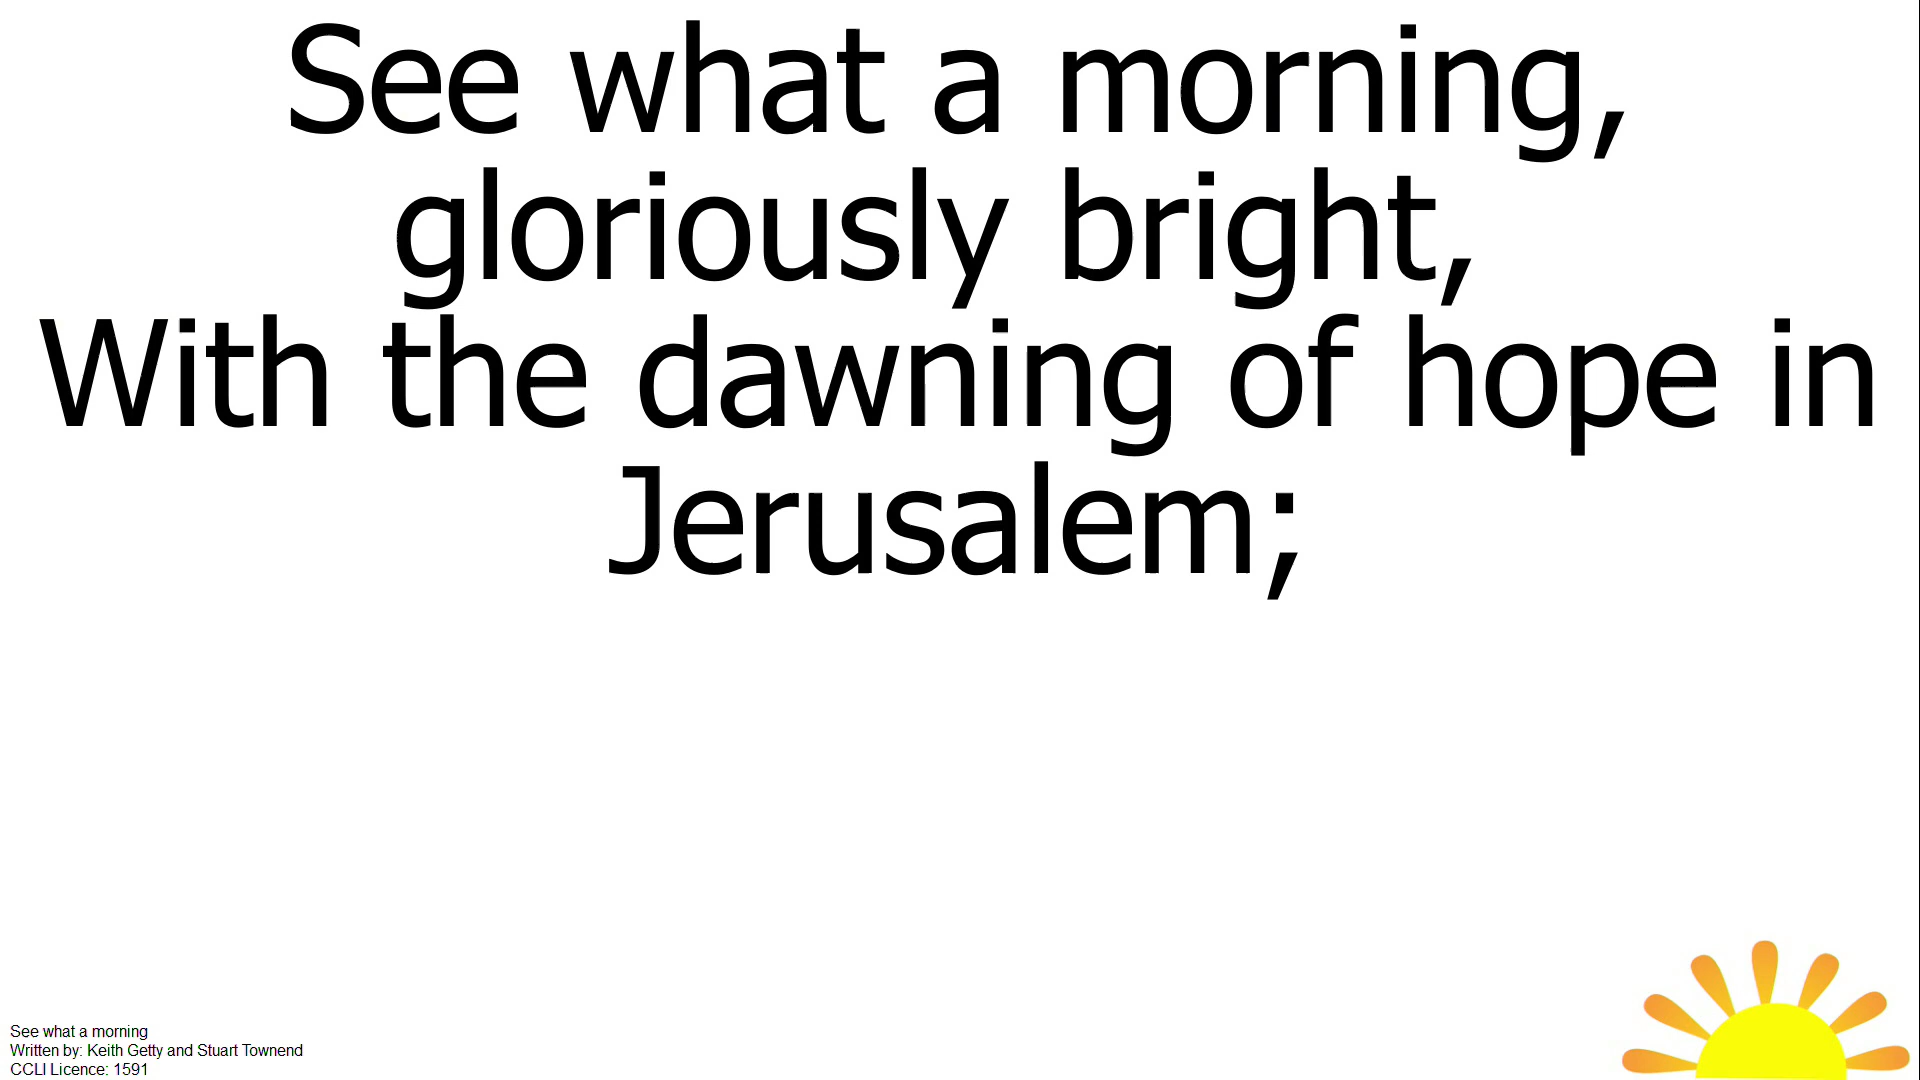 See what a morning,
gloriously bright,
With the dawning of hope in
Jerusalem;
See what a morning
Written by: Keith Getty and Stuart Townend
CCLI Licence: 1591